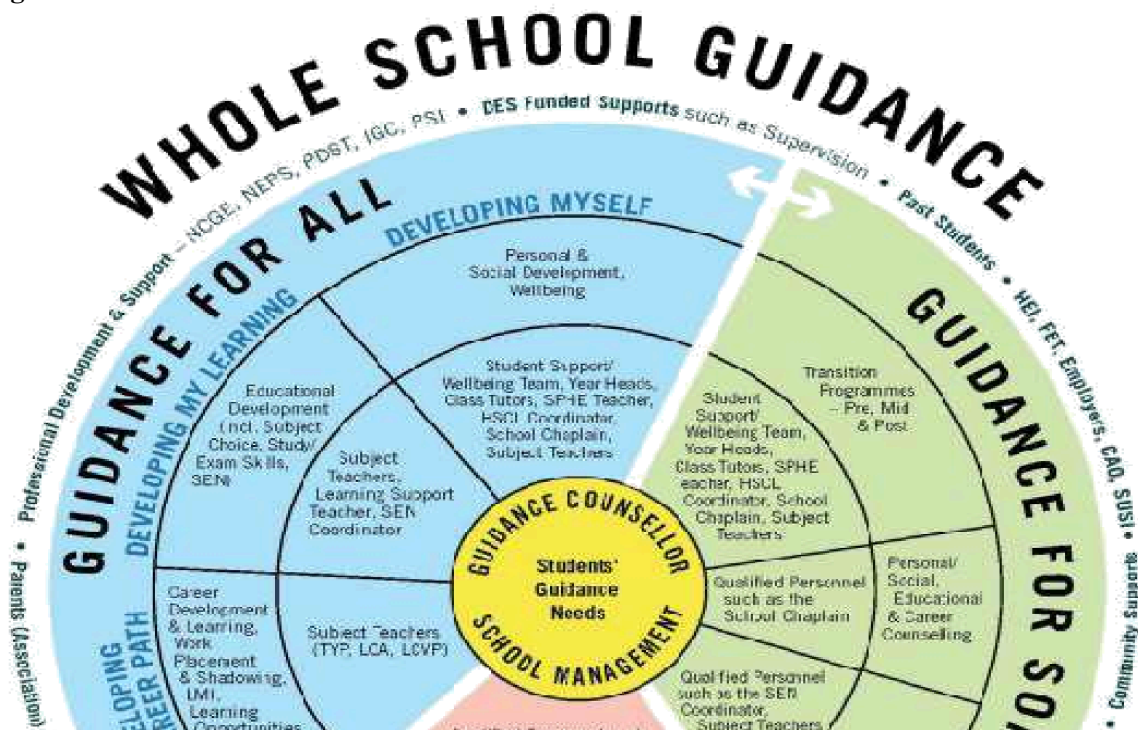 WHOLE SCHOOL GUIDANCE
Parents (Association) • Professional Development & Support – NCGE, NEPS, PDST, IGC, PSI • DES Funded Supports such as Supervision • Past Students • HEI, FET, Employers, CAO, SUSI • Community Supports •
GUIDANCE FOR ALL
DEVELOPING MYSELF
Personal &
Social Development,
Wellbeing
Student Support/
Wellbeing Team, Year Heads,
Class Tutors, SPHE Teacher,
HSCL Coordinator,
School Chaplain,
Subject Teachers
DEVELOPING MY LEARNING
Educational
Development
(incl. Subject
Choice, Study/
Exam Skills,
SEN)
Subject
Teachers,
Learning Support
Teacher, SEN
Coordinator
CAREER PATH
Career
Development
& Learning,
Work
Placement
& Shadowing,
LMI,
Learning
Opportunities
Subject Teachers
(TYP, LCA, LCVP)
GUIDANCE COUNSELLOR
Students'
Guidance
Needs
SCHOOL MANAGEMENT
GUIDANCE FOR
Transition
Programmes
– Pre, Mid
& Post
Student
Support/
Wellbeing Team,
Year Heads,
Class Tutors, SPHE
eacher, HSCL
Coordinator, School
Chaplain, Subject
Teachers
Personal/
Social,
Educational
& Career
Counselling
Qualified Personnel
such as the
School Chaplain
Qualified Personnel
such as the SEN
Coordinator,
Subject Teachers